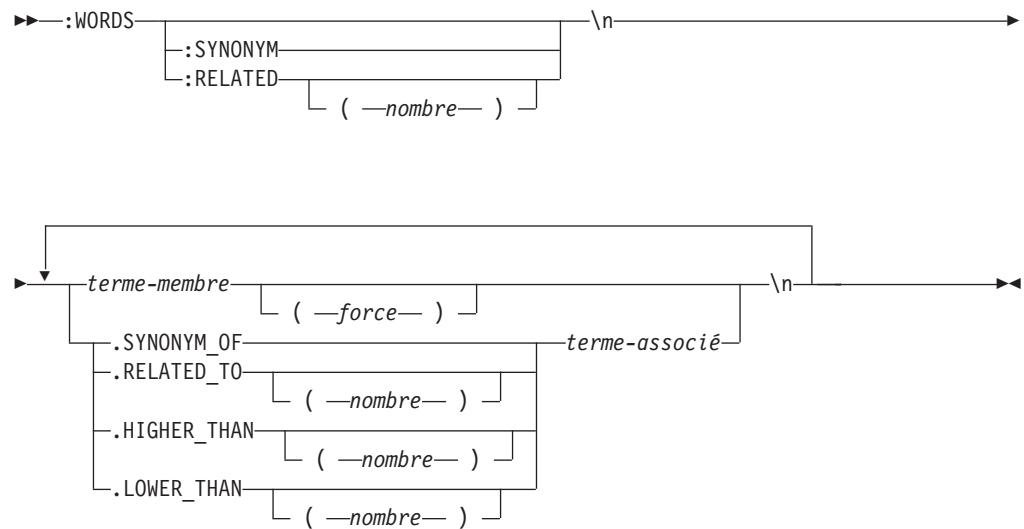 :WORDS \n
:SYNONYM
:RELATED
( nombre )
terme-membre \n
( force )
.SYNONYM_OF terme-associé
.RELATED_TO
( nombre )
.HIGHER_THAN
( nombre )
.LOWER_THAN
( nombre )